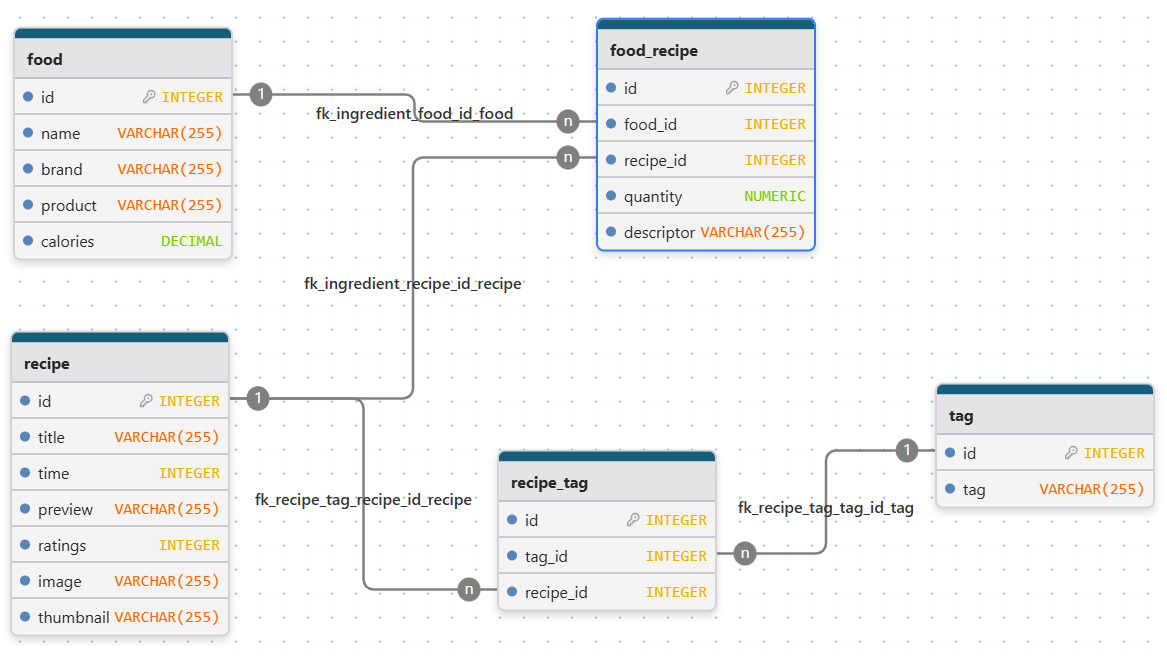 food
id INTEGER
name VARCHAR(255)
brand VARCHAR(255)
product VARCHAR(255)
calories DECIMAL
1
fk_ingredient_food_id_food
n
n
food_recipe
id INTEGER
food_id INTEGER
recipe_id INTEGER
quantity NUMERIC
descriptor VARCHAR(255)
fk_ingredient_recipe_id_recipe
recipe
id INTEGER
title VARCHAR(255)
time INTEGER
preview VARCHAR(255)
ratings INTEGER
image VARCHAR(255)
thumbnail VARCHAR(255)
1
fk_recipe_tag_recipe_id_recipe
n
recipe_tag
id INTEGER
tag_id INTEGER
recipe_id INTEGER
n
fk_recipe_tag_tag_id_tag
1
tag
id INTEGER
tag VARCHAR(255)